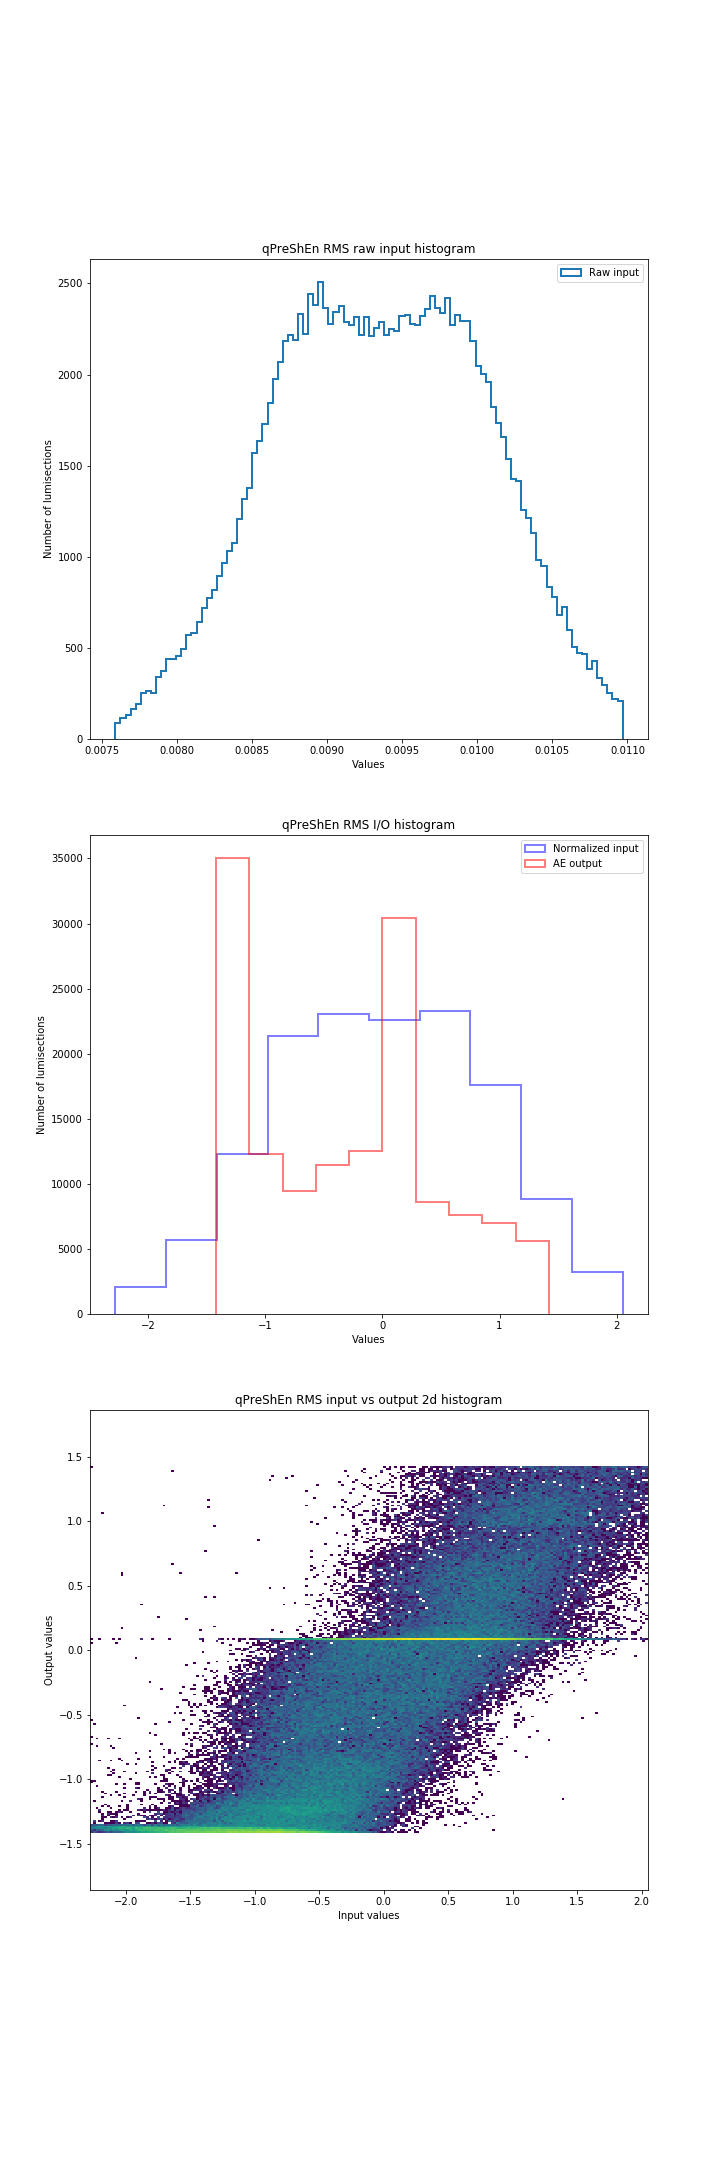 qPreShEn RMS raw input histogram
Raw input
2500
2000
1500
1000
500
0
Number of lumisections
0.0075 0.0080 0.0085 0.0090 0.0095 0.0100 0.0105 0.0110
Values
qPreShEn RMS I/O histogram
Normalized input
AE output
35000
30000
25000
20000
15000
10000
5000
0
Number of lumisections
−2 −1 0 1 2
Values
qPreShEn RMS input vs output 2d histogram
1.5
1.0
0.5
0.0
−0.5
−1.0
−1.5
Output values
−2.0 −1.5 −1.0 −0.5 0.0 0.5 1.0 1.5 2.0
Input values